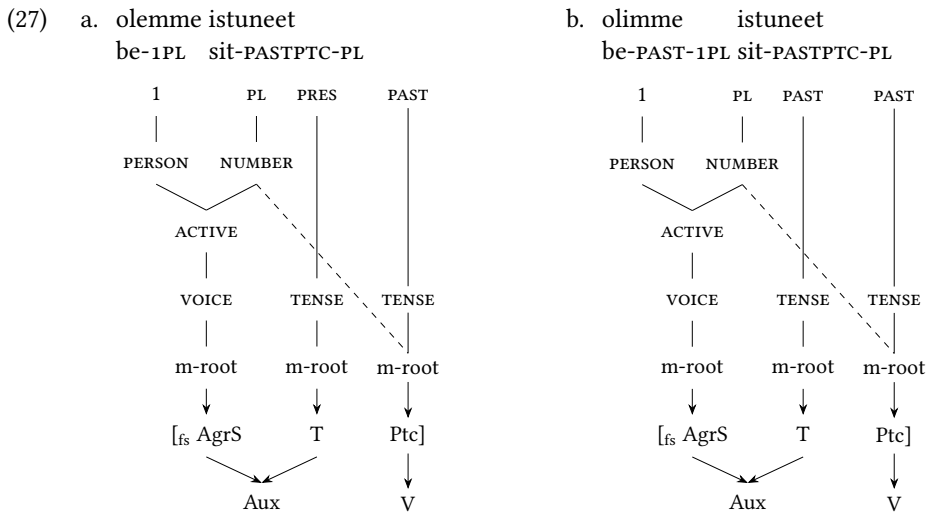 (27) a. olemme istuneet b. olimme istuneet
be-1PL sit-PASTPTC-PL be-PAST-1PL sit-PASTPTC-PL
1 PL PRES PAST 1 PL PAST PAST
PERSON NUMBER PERSON NUMBER
ACTIVE ACTIVE
VOICE TENSE TENSE VOICE TENSE TENSE
m-root m-root m-root m-root m-root m-root
[fs AgrS T Ptc] [fs AgrS T Ptc]
Aux V Aux V